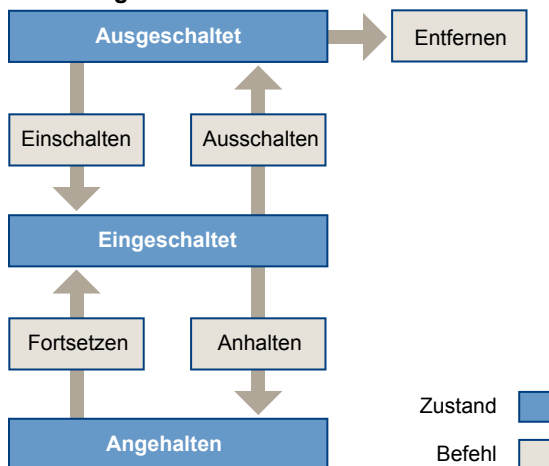 Ausgeschaltet
Entfernen
Einschalten
Ausschalten
Eingeschaltet
Fortsetzen
Anhalten
Angehalten
Zustand
Befehl